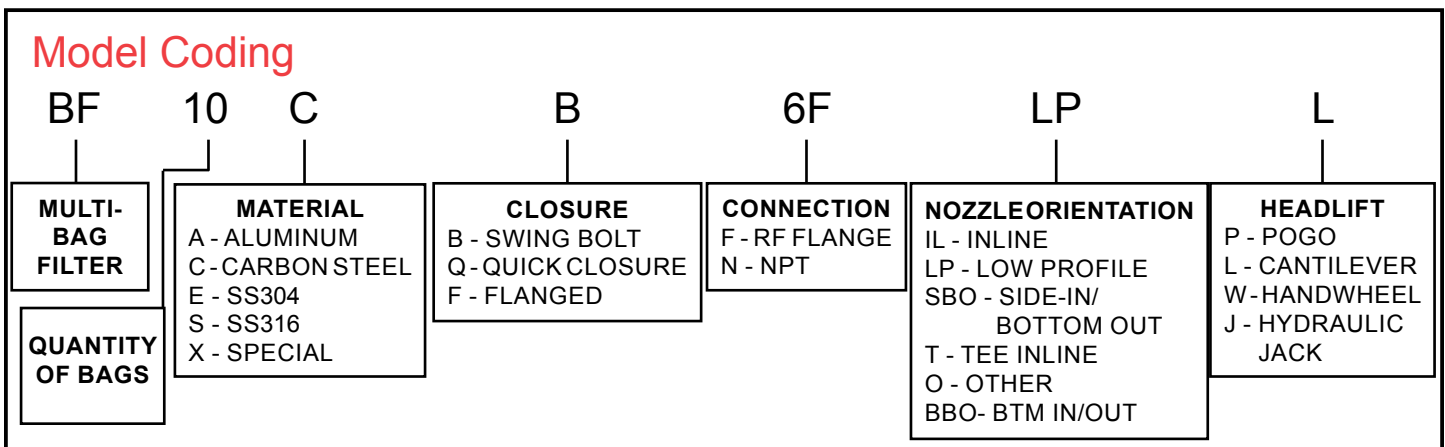 Model Coding
BF 10 C B 6F LP L
MULTI-
BAG
FILTER
QUANTITY
OF BAGS
MATERIAL
A - ALUMINUM
C - CARBON STEEL
E - SS304
S - SS316
X - SPECIAL
CLOSURE
B - SWING BOLT
Q - QUICK CLOSURE
F - FLANGED
CONNECTION
F - RF FLANGE
N - NPT
NOZZLE ORIENTATION
IL - INLINE
LP - LOW PROFILE
SBO - SIDE-IN/
BOTTOM OUT
T - TEE INLINE
O - OTHER
BBO- BTM IN/OUT
HEADLIFT
P - POGO
L - CANTILEVER
W - HANDWHEEL
J - HYDRAULIC
JACK